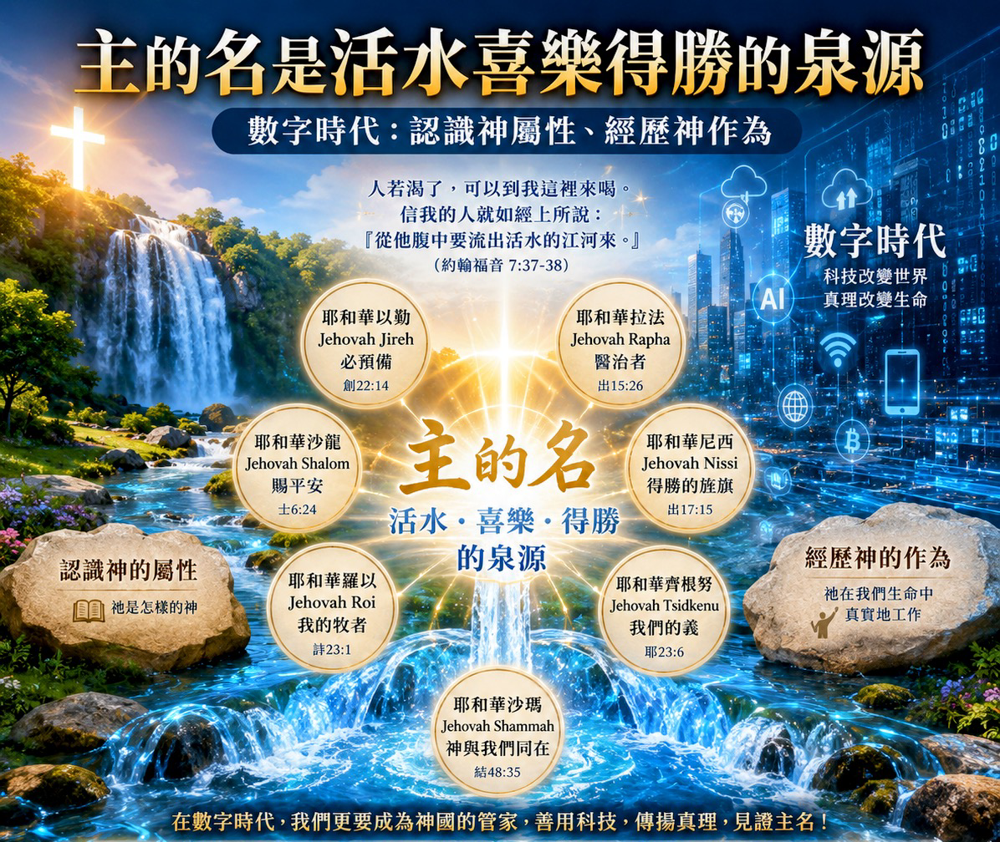 主的名是活水喜樂得勝的泉源
數字時代：認識神屬性、經歷神作為
人若渴了，可以到我這裡來喝。
信我的人就如經上所說：
『從他腹中要流出活水的江河來。』
（約翰福音 7:37-38）
數字時代
科技改變世界
真理改變生命
AI
耶和華以勒
Jehovah Jireh
必預備
創22:14
耶和華拉法
Jehovah Rapha
醫治者
出15:26
耶和華沙龍
Jehovah Shalom
賜平安
士6:24
耶和華尼西
Jehovah Nissi
得勝的旌旗
出17:15
主的名
活水・喜樂・得勝
的泉源
耶和華羅以
Jehovah Roi
我的牧者
詩23:1
耶和華齊根努
Jehovah Tsidkenu
我們的義
耶23:6
耶和華沙瑪
Jehovah Shammah
神與我們同在
結48:35
認識神的屬性
祂是怎樣的神
經歷神的作為
祂在我們生命中
真實地工作
在數字時代，我們更要成為神國的管家，善用科技，傳揚真理，見證主名！